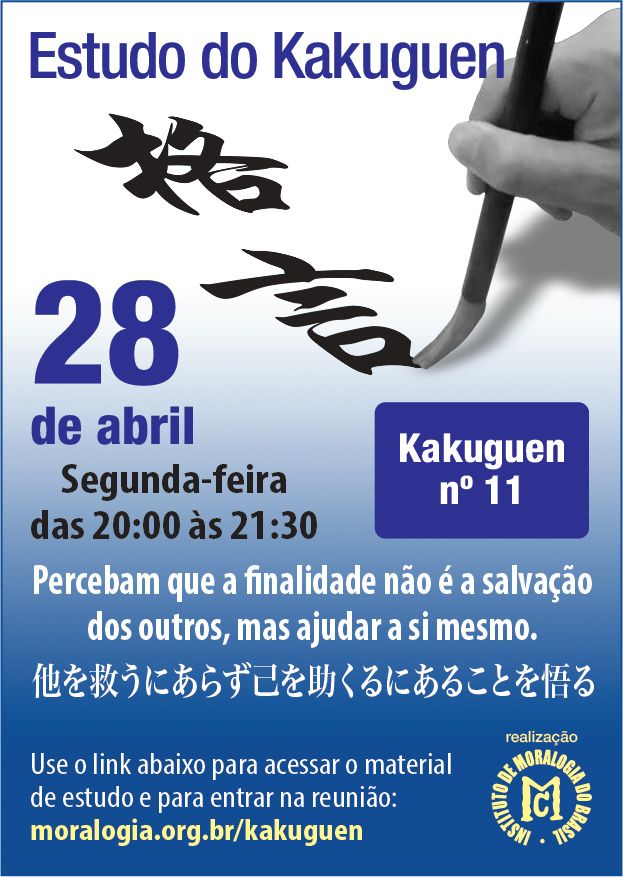 Estudo do Kakuguen
格
言
28
de abril
Segunda-feira
das 20:00 às 21:30
Kakuguen
nº 11
Percebam que a finalidade não é a salvação
dos outros, mas ajudar a si mesmo.
他を救うにあらず己を助くるにあることを悟る
Use o link abaixo para acessar o material
de estudo e para entrar na reunião:
moralogia.org.br/kakuguen
realização
INSTITUTO DE MORALOGIA DO BRASIL
MC